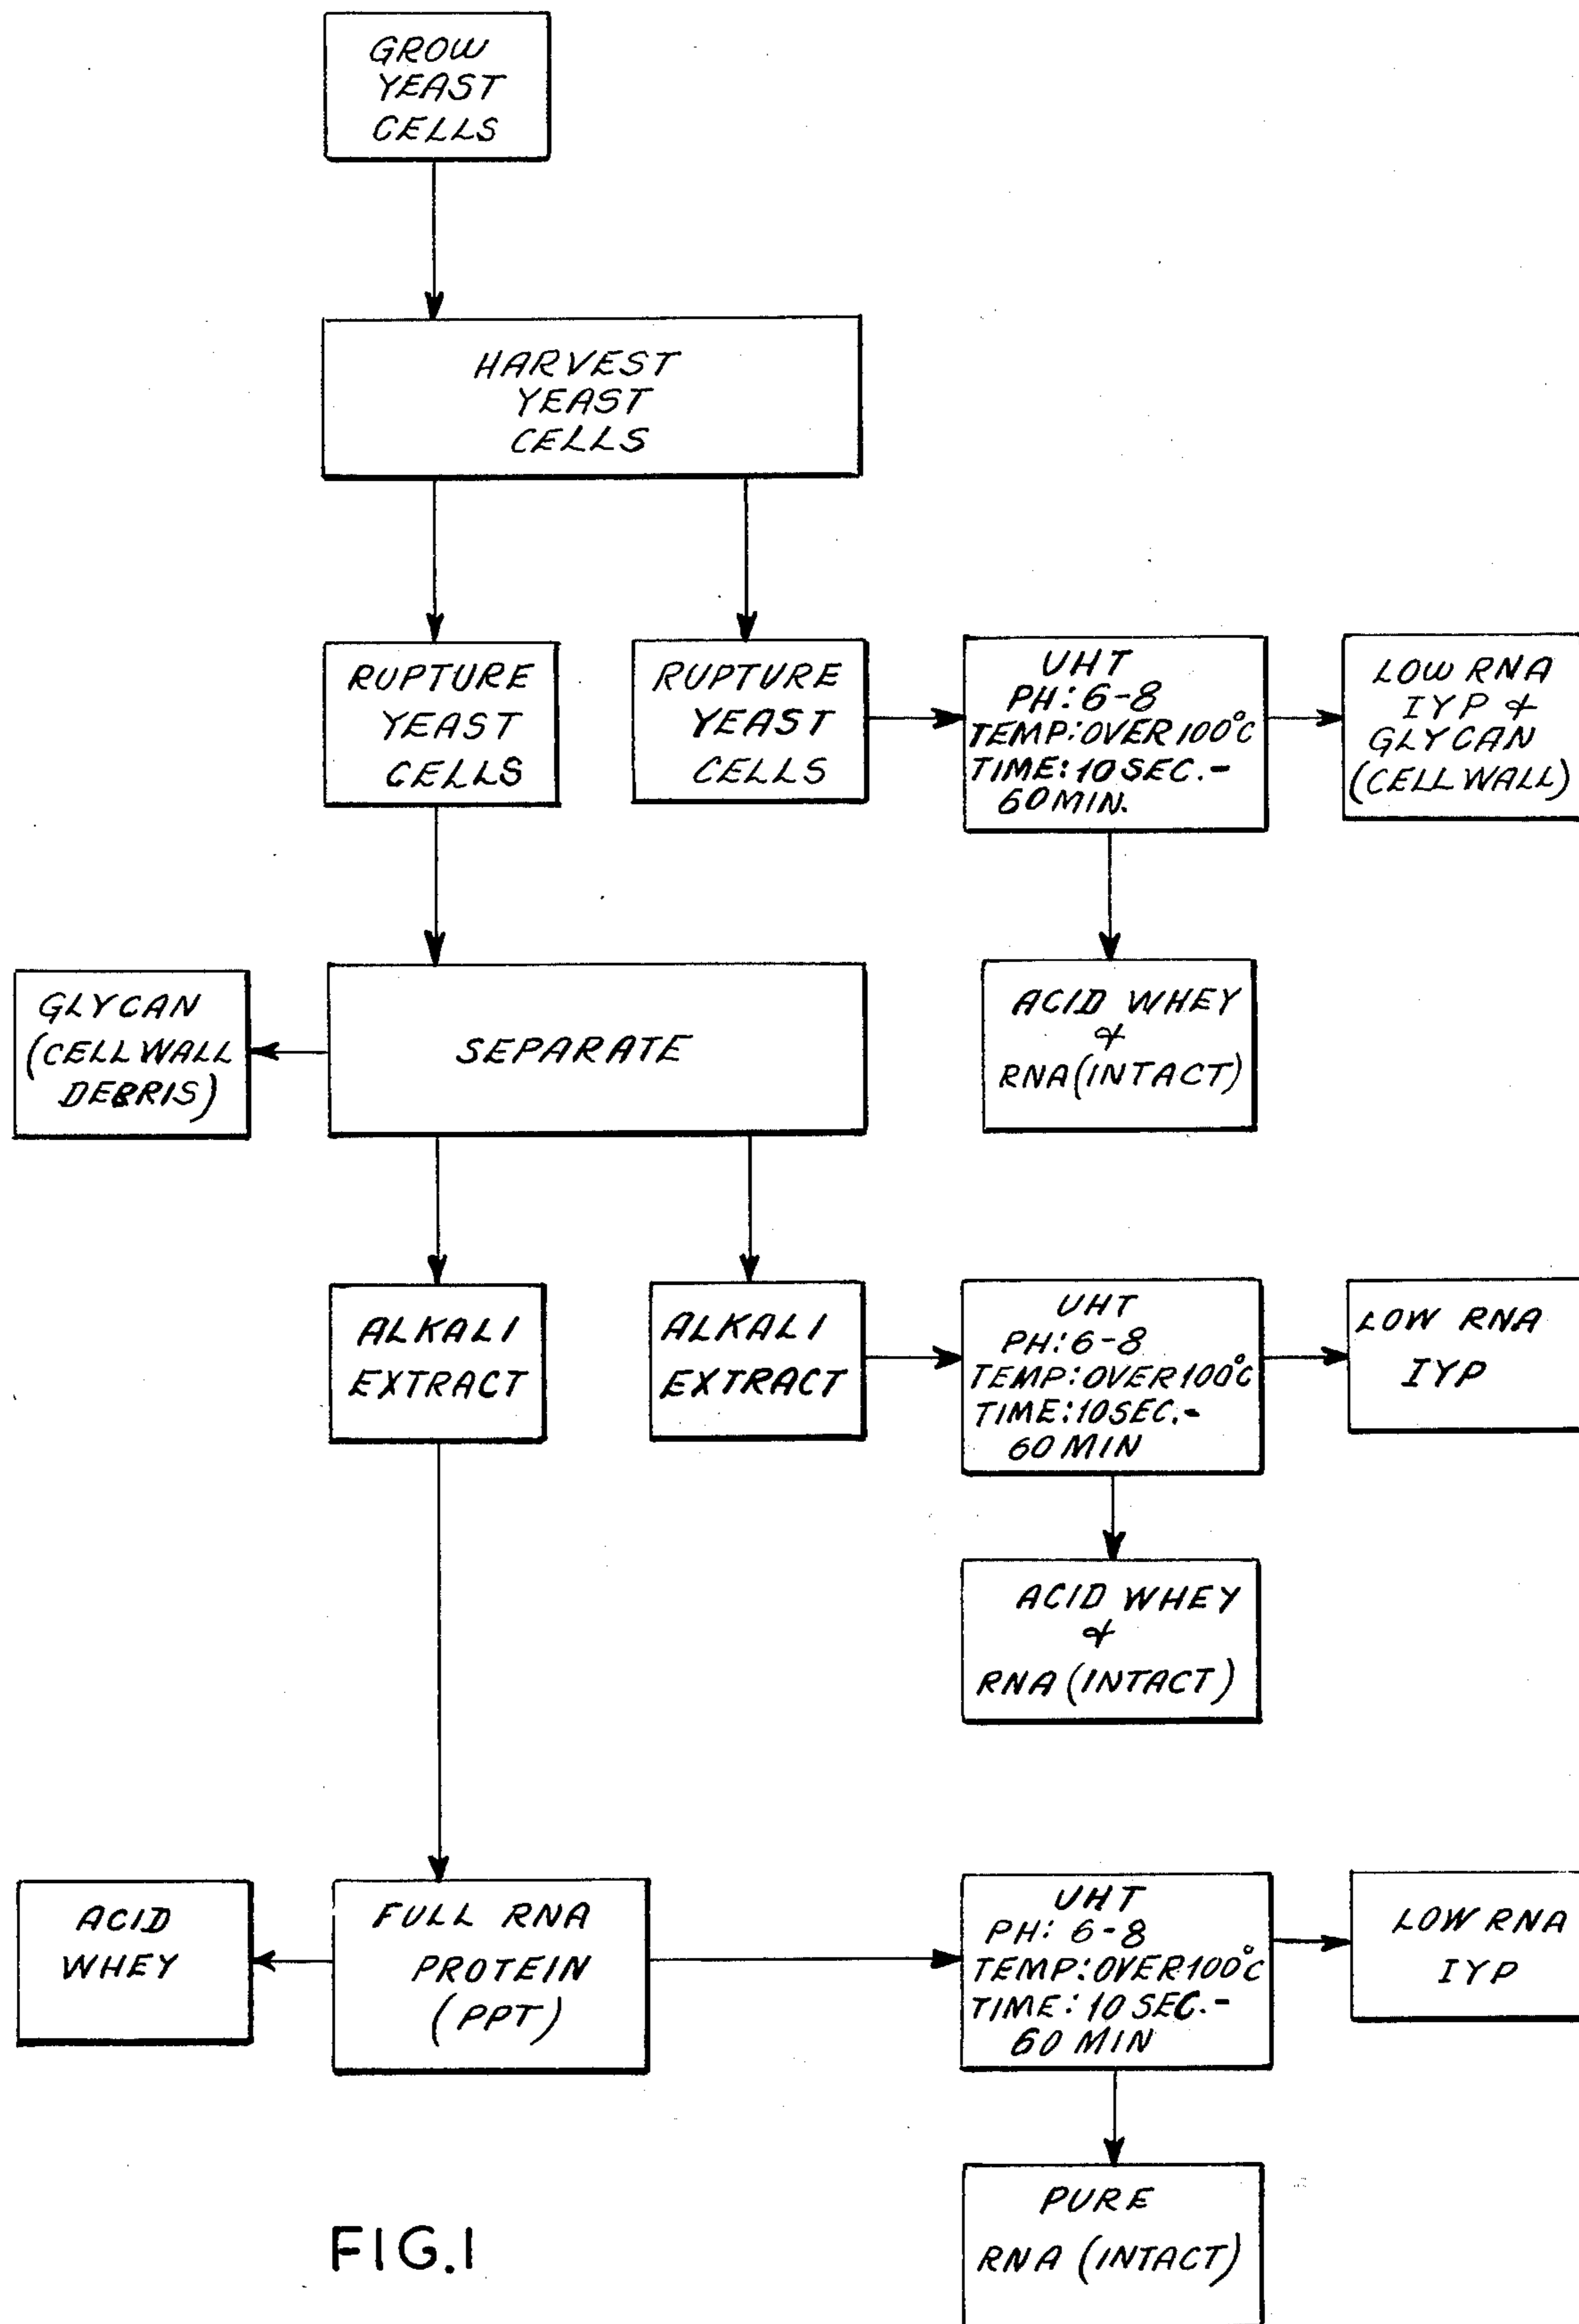 GROW
YEAST
CELLS
HARVEST
YEAST
CELLS
RUPTURE
YEAST
CELLS
RUPTURE
YEAST
CELLS
UHT
PH: 6-8
TEMP: OVER 100°C
TIME: 10 SEC. -
60 MIN.
LOW RNA
IYP &
GLYCAN
(CELL WALL)
GLYCAN
(CELL WALL
DEBRIS)
SEPARATE
ACID WHEY
&
RNA (INTACT)
ALKALI
EXTRACT
ALKALI
EXTRACT
UHT
PH: 6-8
TEMP: OVER 100°C
TIME: 10 SEC. -
60 MIN
LOW RNA
IYP
ACID WHEY
&
RNA (INTACT)
ACID
WHEY
FULL RNA
PROTEIN
(PPT)
UHT
PH: 6-8
TEMP: OVER 100°C
TIME: 10 SEC. -
60 MIN
LOW RNA
IYP
PURE
RNA (INTACT)
FIG.1